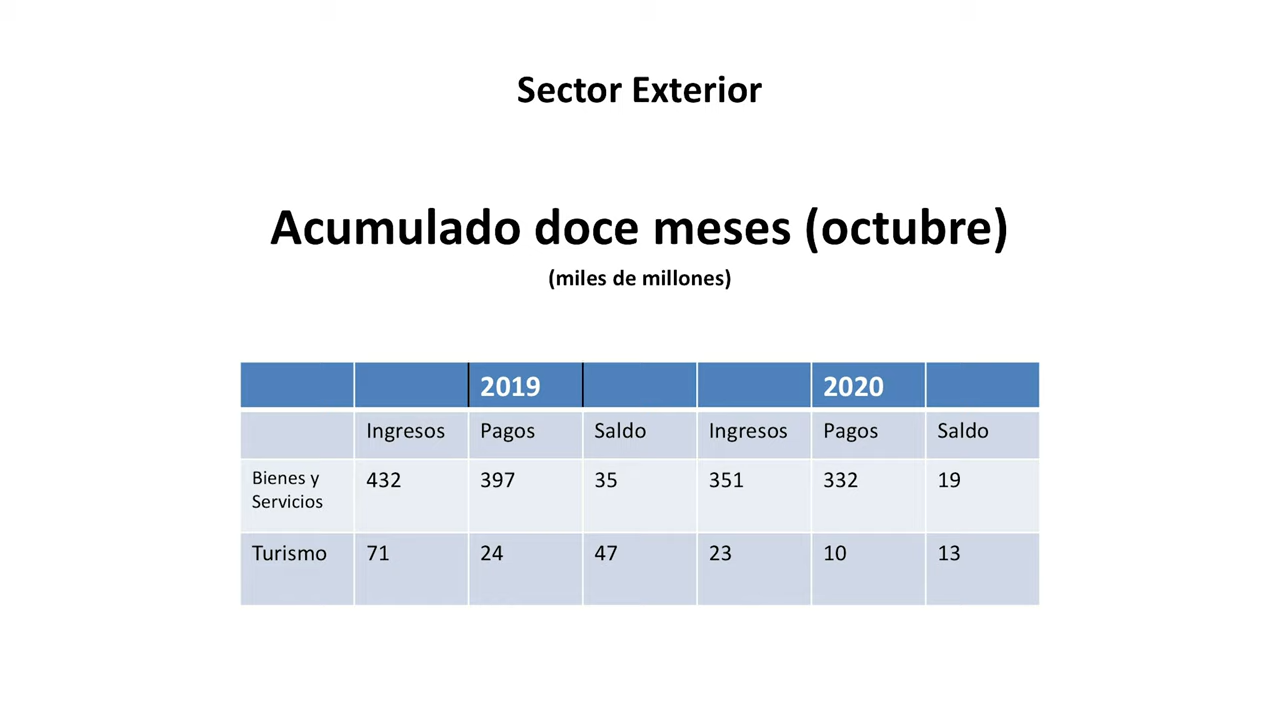 Sector Exterior
Acumulado doce meses (octubre)
(miles de millones)
2019 2020
Ingresos Pagos Saldo Ingresos Pagos Saldo
Bienes y
Servicios 432 397 35 351 332 19
Turismo 71 24 47 23 10 13